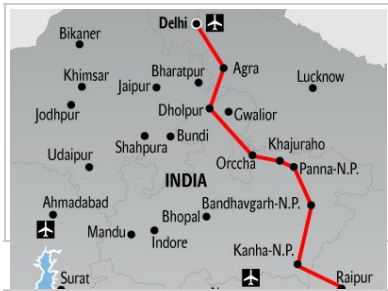 Delhi
Bikaner
Agra
Bharatpur
Khimsar
Jaipur
Lucknow
Jodhpur
Dholpur
Gwalior
Shahpura
Bundi
Khajuraho
Udaipur
Orccha
Panna-N.P.
INDIA
Ahmadabad
Bhopal
Bandhavgarh-N.P.
Mandu
Indore
Kanha-N.P.
Surat
Raipur